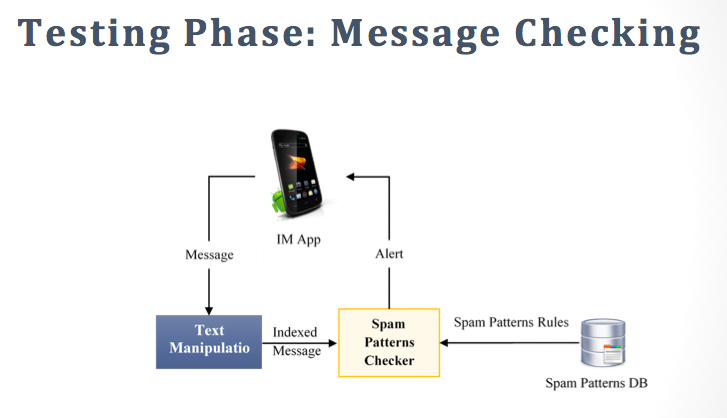 Testing Phase: Message Checking
IM App
Message
Alert
Text
Manipulatio
Indexed
Message
Spam
Patterns
Checker
Spam Patterns Rules
Spam Patterns DB